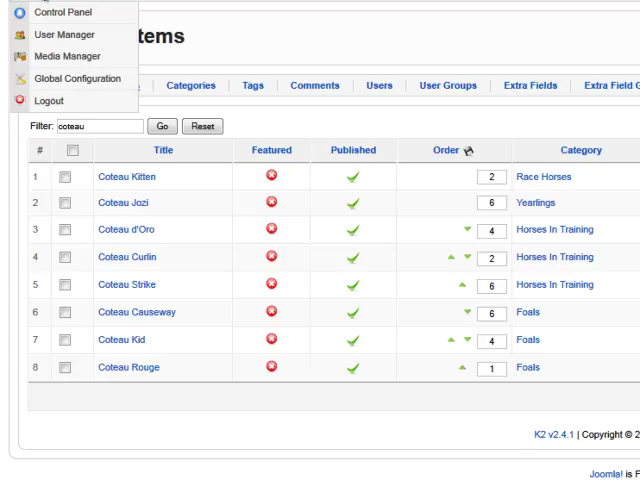 Control Panel
User Manager
Media Manager
Global Configuration
Logout
tems
Categories Tags Comments Users User Groups Extra Fields Extra Field G
Filter: coteau Go Reset
# Title Featured Published Order Category
1 Coteau Kitten 2 Race Horses
2 Coteau Jozi 6 Yearlings
3 Coteau d'Oro 4 Horses In Training
4 Coteau Curlin 2 Horses In Training
5 Coteau Strike 6 Horses In Training
6 Coteau Causeway 6 Foals
7 Coteau Kid 4 Foals
8 Coteau Rouge 1 Foals
K2 v2.4.1 | Copyright © 2
Joomla! is F